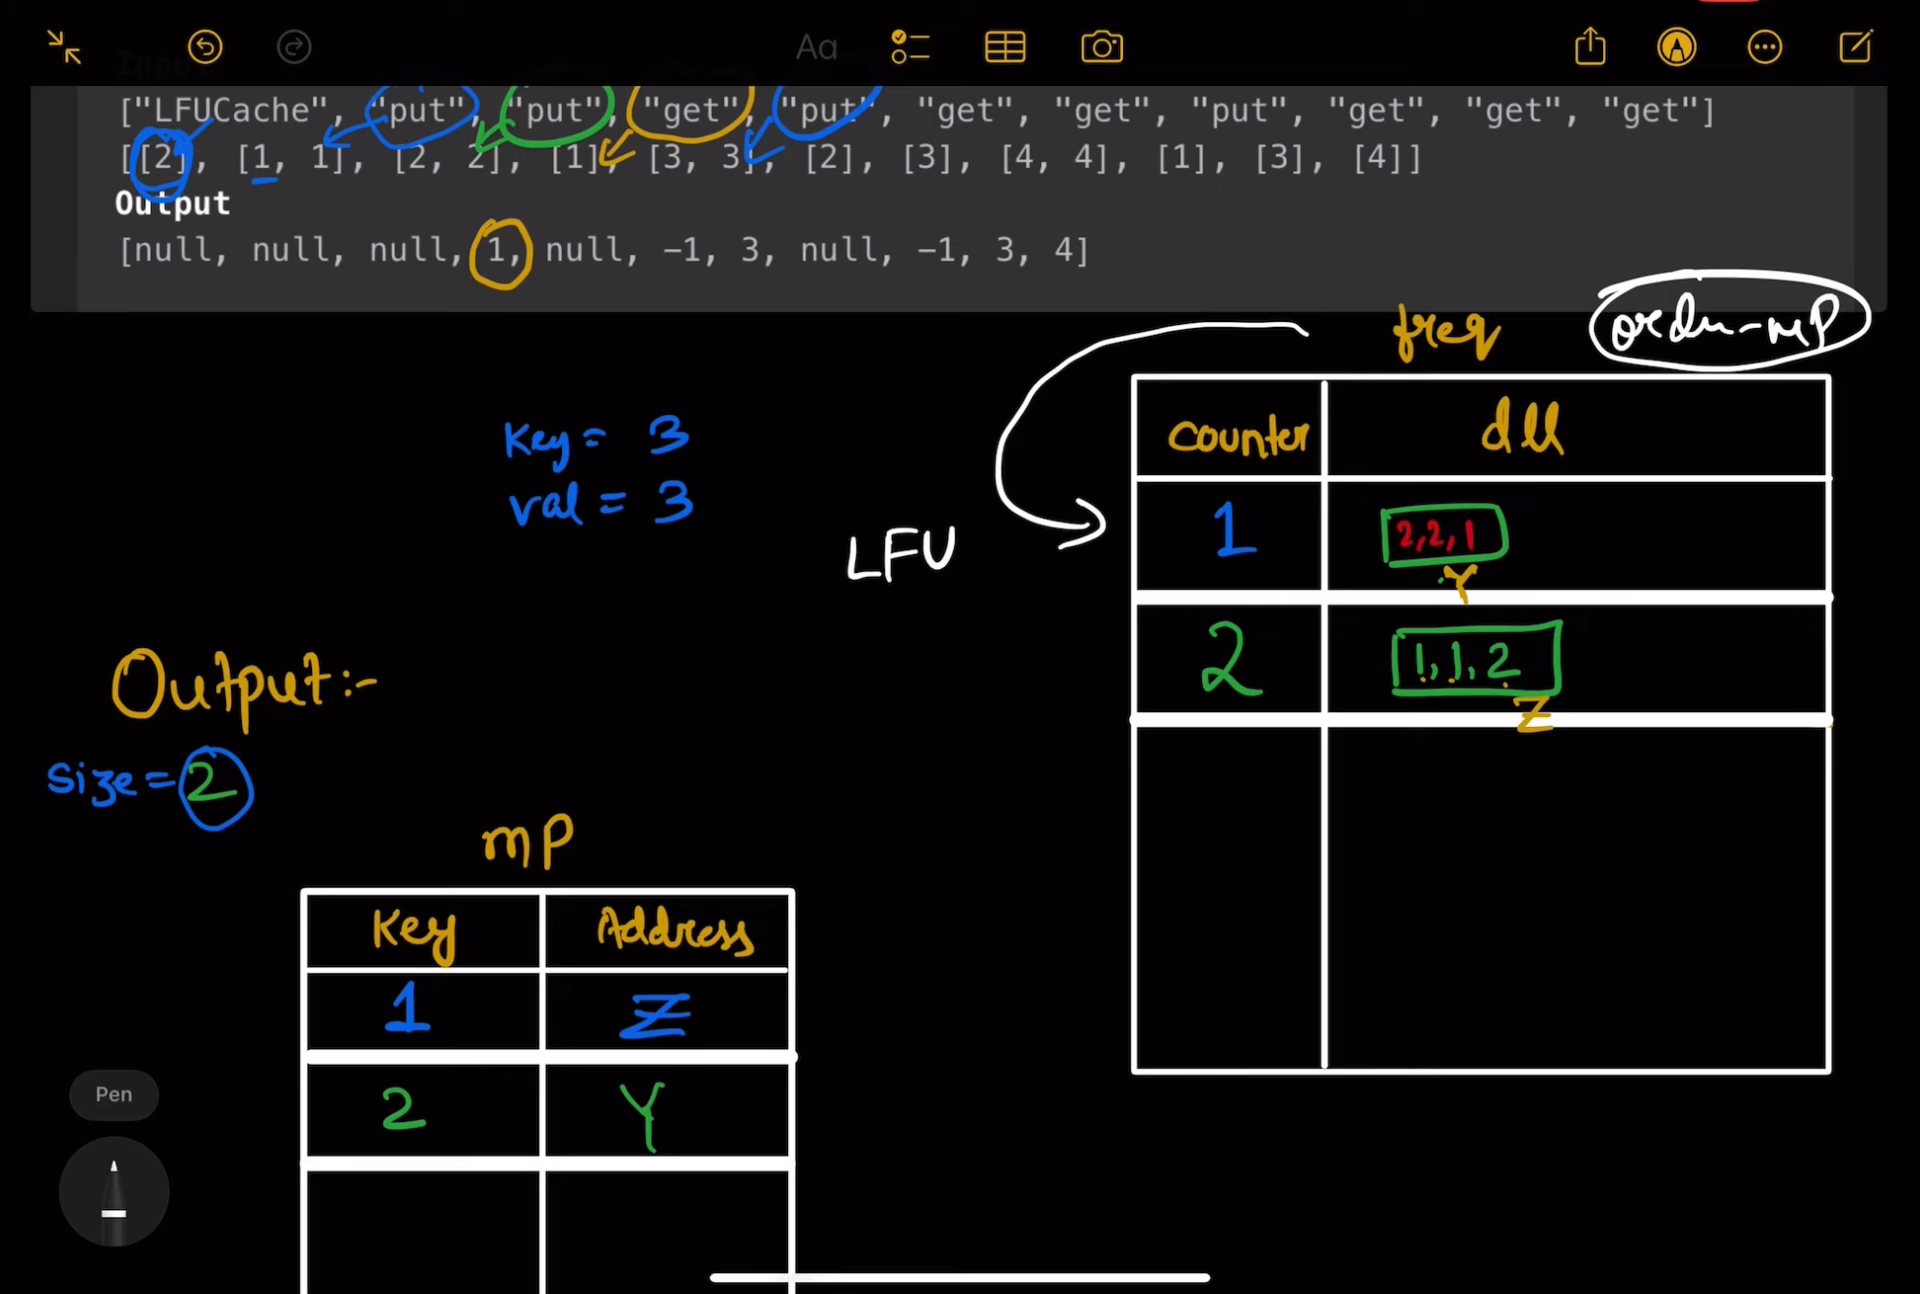 Aa
Input
["LFUCache", "put", "put", "get", "put", "get", "get", "put", "get", "get", "get"]
[[2], [1, 1], [2, 2], [1], [3, 3], [2], [3], [4, 4], [1], [3], [4]]
Output
[null, null, null, 1, null, -1, 3, null, -1, 3, 4]
freq
Key = 3
val = 3
LFU
counter dll
1 2,2,1
Y
2 1,1,2
Z
Output:-
size=2
mp
Key Address
1 Z
2 Y
Pen